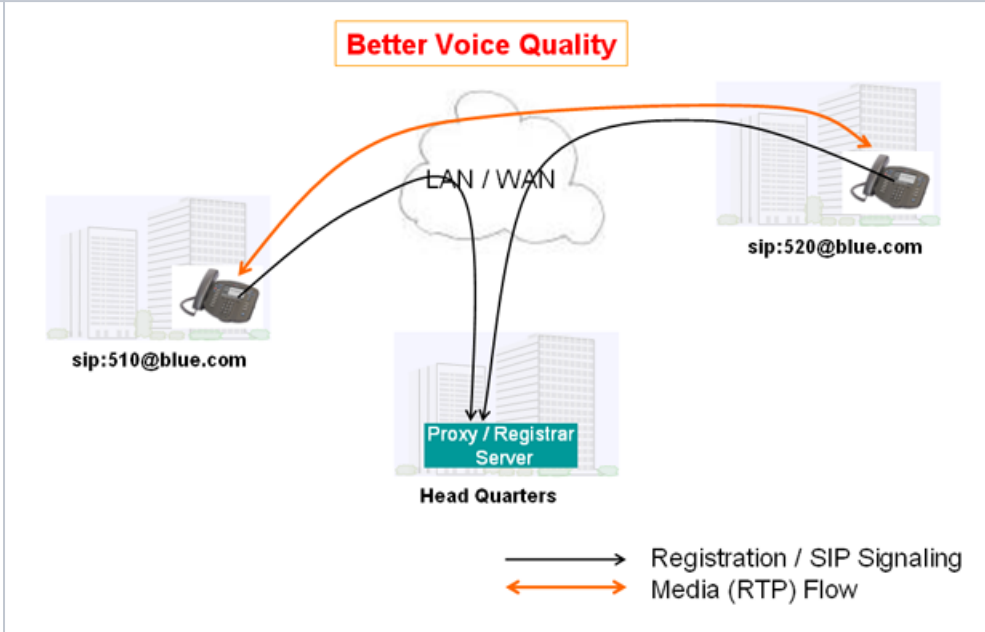 Better Voice Quality
LAN / WAN
sip:520@blue.com
sip:510@blue.com
Proxy / Registrar
Server
Head Quarters
Registration / SIP Signaling
Media (RTP) Flow